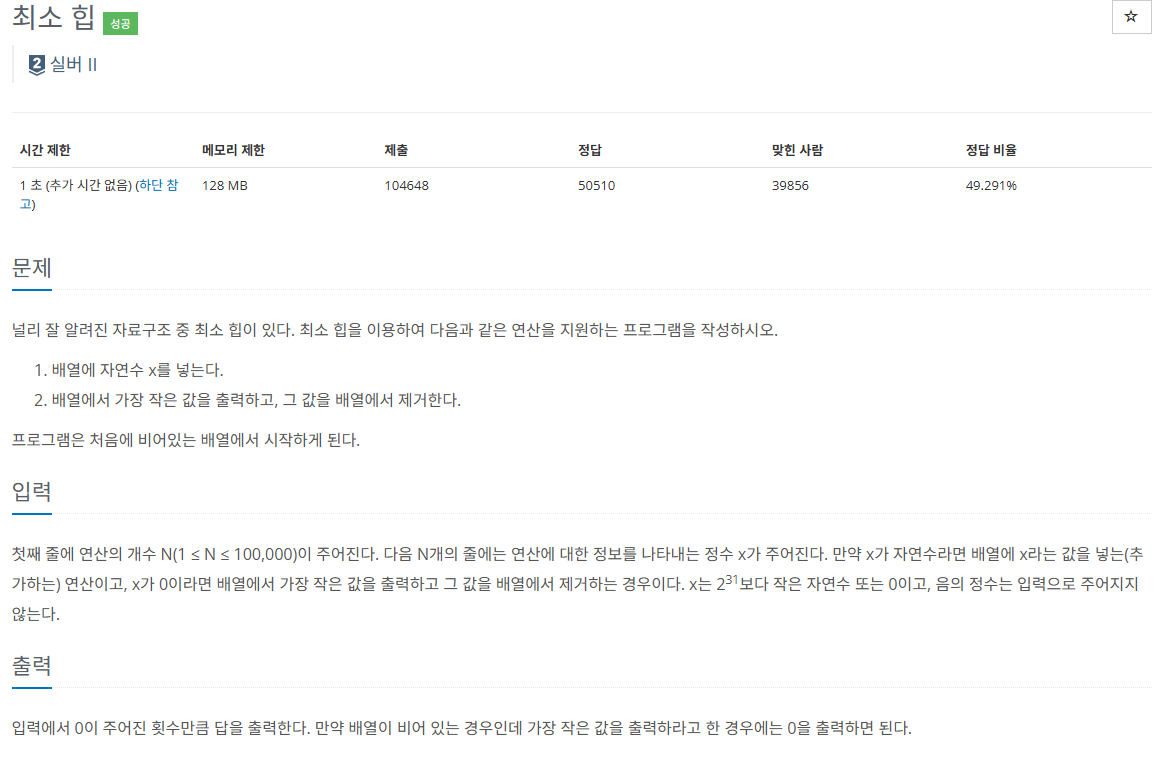 최소 힙 성공
☆
2 실버 II
시간 제한 메모리 제한 제출 정답 맞힌 사람 정답 비율
1 초 (추가 시간 없음) (하단 참 128 MB 104648 50510 39856 49.291%
고)
문제
널리 잘 알려진 자료구조 중 최소 힙이 있다. 최소 힙을 이용하여 다음과 같은 연산을 지원하는 프로그램을 작성하시오.
1. 배열에 자연수 x를 넣는다.
2. 배열에서 가장 작은 값을 출력하고, 그 값을 배열에서 제거한다.
프로그램은 처음에 비어있는 배열에서 시작하게 된다.
입력
첫째 줄에 연산의 개수 N(1 ≤ N ≤ 100,000)이 주어진다. 다음 N개의 줄에는 연산에 대한 정보를 나타내는 정수 x가 주어진다. 만약 x가 자연수라면 배열에 x라는 값을 넣는(추
가하는) 연산이고, x가 0이라면 배열에서 가장 작은 값을 출력하고 그 값을 배열에서 제거하는 경우이다. x는 2³¹보다 작은 자연수 또는 0이고, 음의 정수는 입력으로 주어지지
않는다.
출력
입력에서 0이 주어진 횟수만큼 답을 출력한다. 만약 배열이 비어 있는 경우인데 가장 작은 값을 출력하라고 한 경우에는 0을 출력하면 된다.